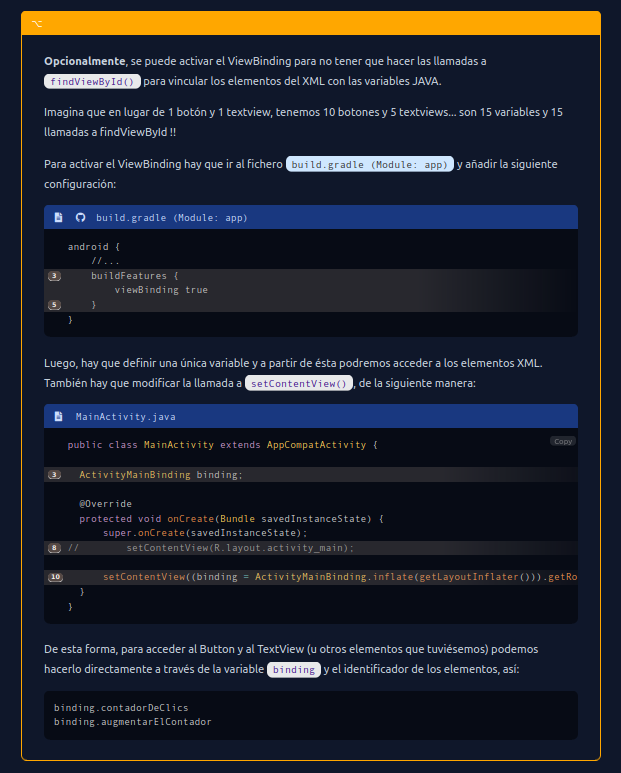 Opcionalmente, se puede activar el ViewBinding para no tener que hacer las llamadas a
findViewById() para vincular los elementos del XML con las variables JAVA.
Imagina que en lugar de 1 botón y 1 textview, tenemos 10 botones y 5 textviews... son 15 variables y 15
llamadas a findViewById !!
Para activar el ViewBinding hay que ir al fichero build.gradle (Module: app) y añadir la siguiente
configuración:
build.gradle (Module: app)
android {
//...
3 buildFeatures {
viewBinding true
5 }
}
Luego, hay que definir una única variable y a partir de ésta podremos acceder a los elementos XML.
También hay que modificar la llamada a setContentView(), de la siguiente manera:
MainActivity.java
public class MainActivity extends AppCompatActivity {
Copy
3 ActivityMainBinding binding;
@Override
protected void onCreate(Bundle savedInstanceState) {
super.onCreate(savedInstanceState);
8 // setContentView(R.layout.activity_main);
10 setContentView((binding = ActivityMainBinding.inflate(getLayoutInflater())).getRo
}
}
De esta forma, para acceder al Button y al TextView (u otros elementos que tuviésemos) podemos
hacerlo directamente a través de la variable binding y el identificador de los elementos, así:
binding.contadorDeClics
binding.augmentarElContador